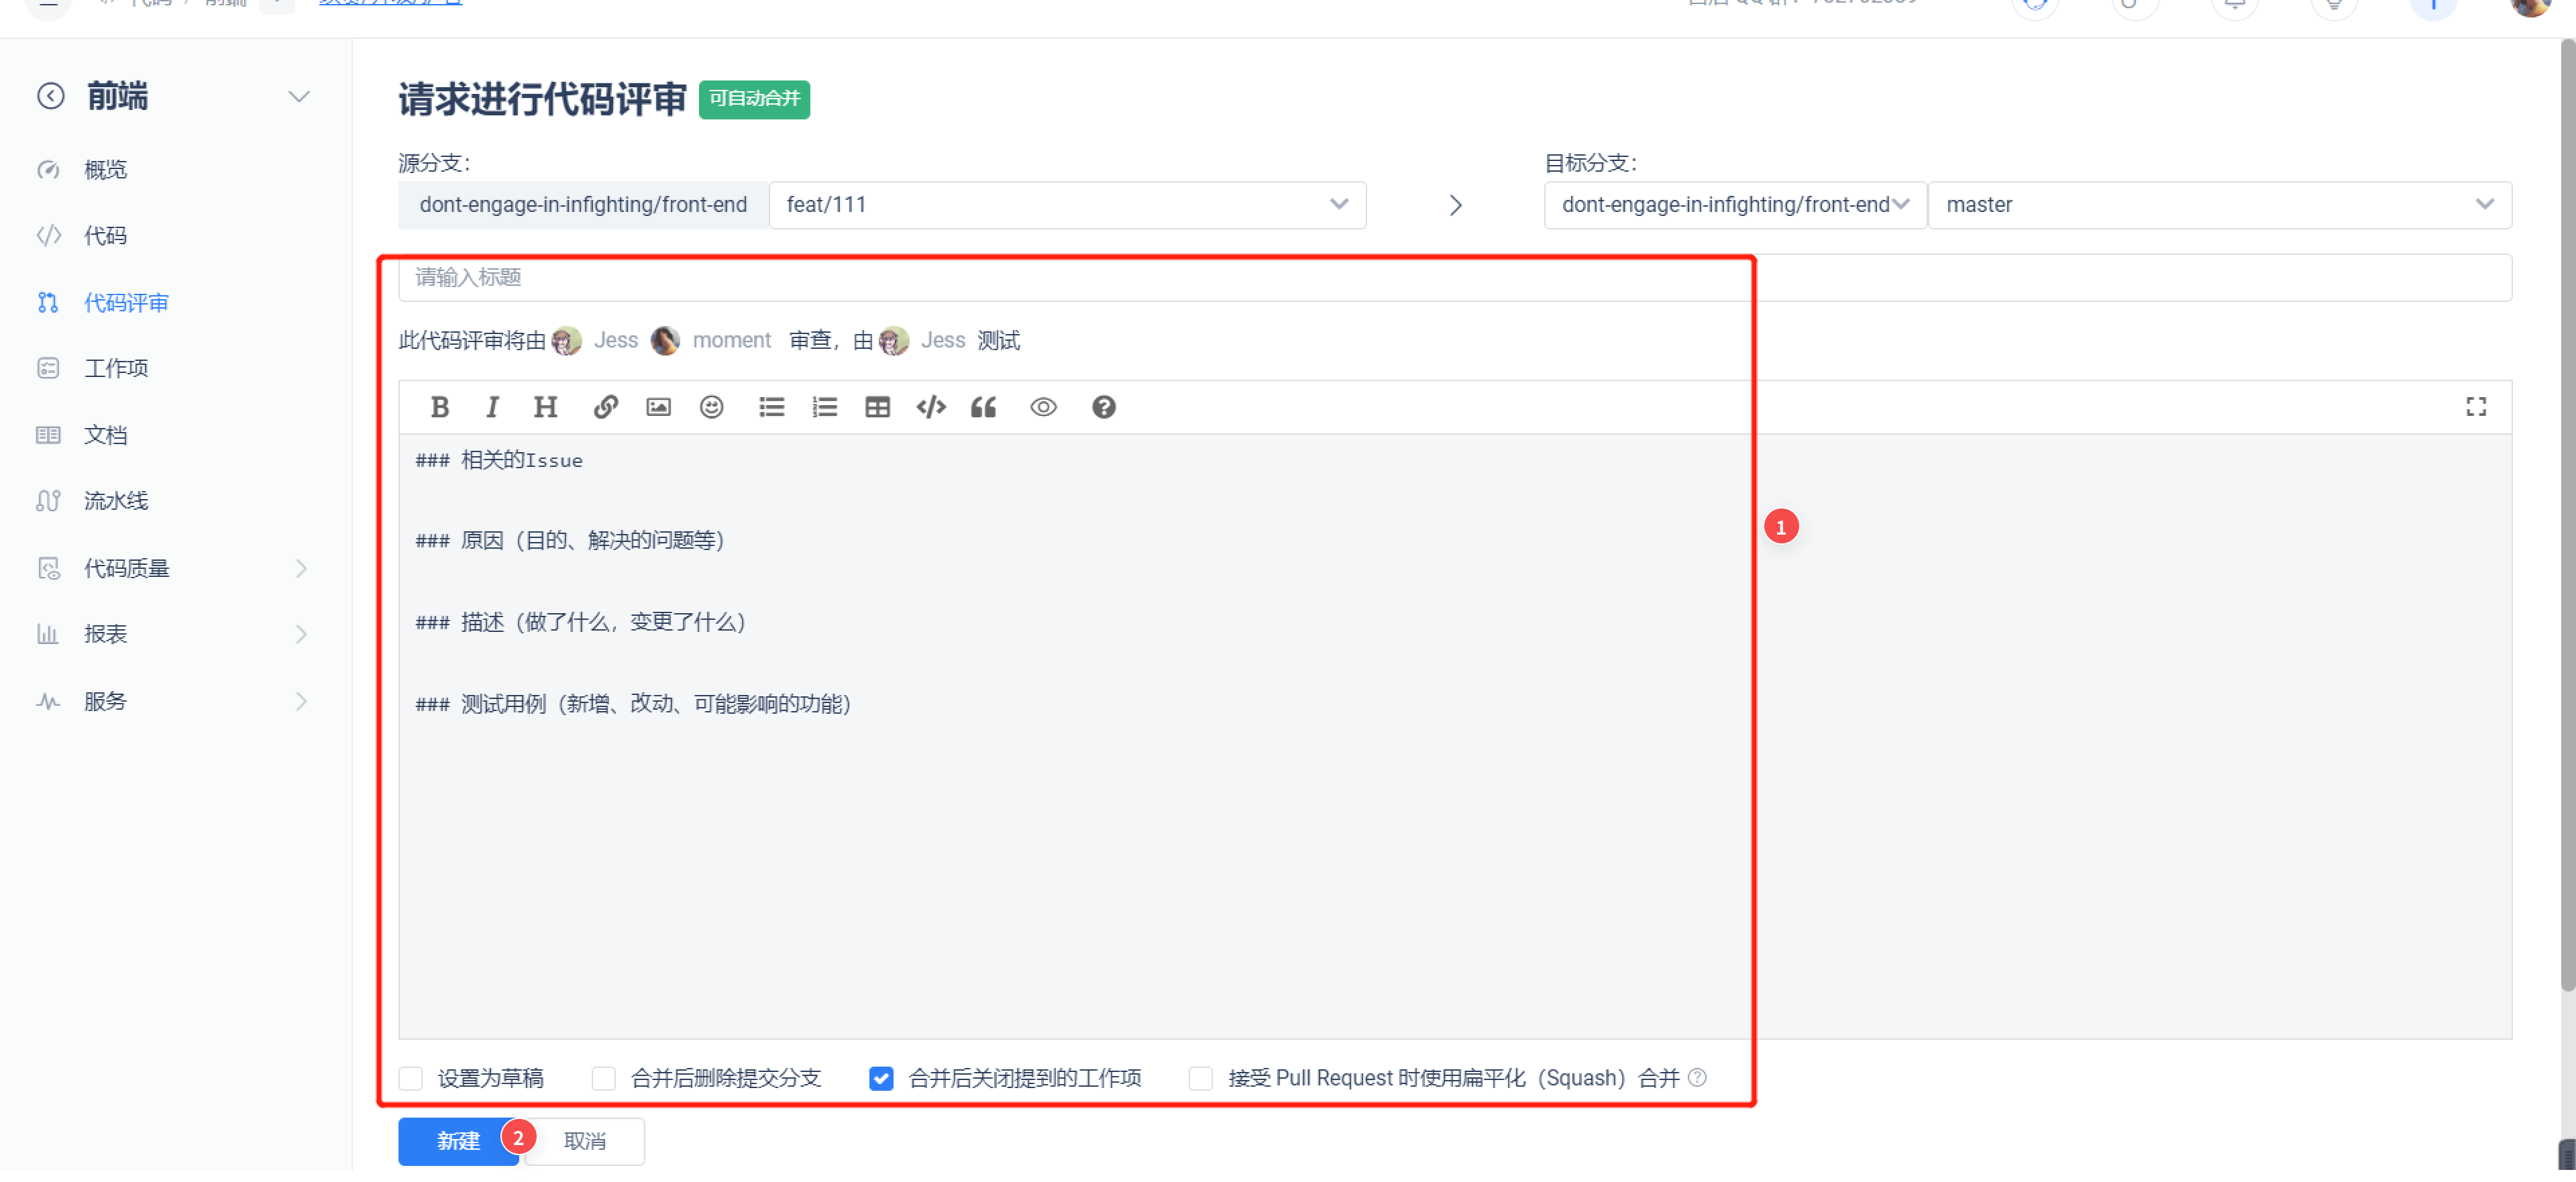 前端
请求进行代码评审 可自动合并
概览
代码
代码评审
工作项
文档
流水线
代码质量
报表
服务
源分支：
目标分支：
dont-engage-in-infighting/front-end feat/111
dont-engage-in-infighting/front-end master
请输入标题
此代码评审将由 Jess moment 审查，由 Jess 测试
### 相关的Issue
### 原因（目的、解决的问题等）
### 描述（做了什么，变更了什么）
### 测试用例（新增、改动、可能影响的功能）
1
设置为草稿 合并后删除提交分支 合并后关闭提到的工作项 接受 Pull Request 时使用扁平化（Squash）合并
新建 2 取消